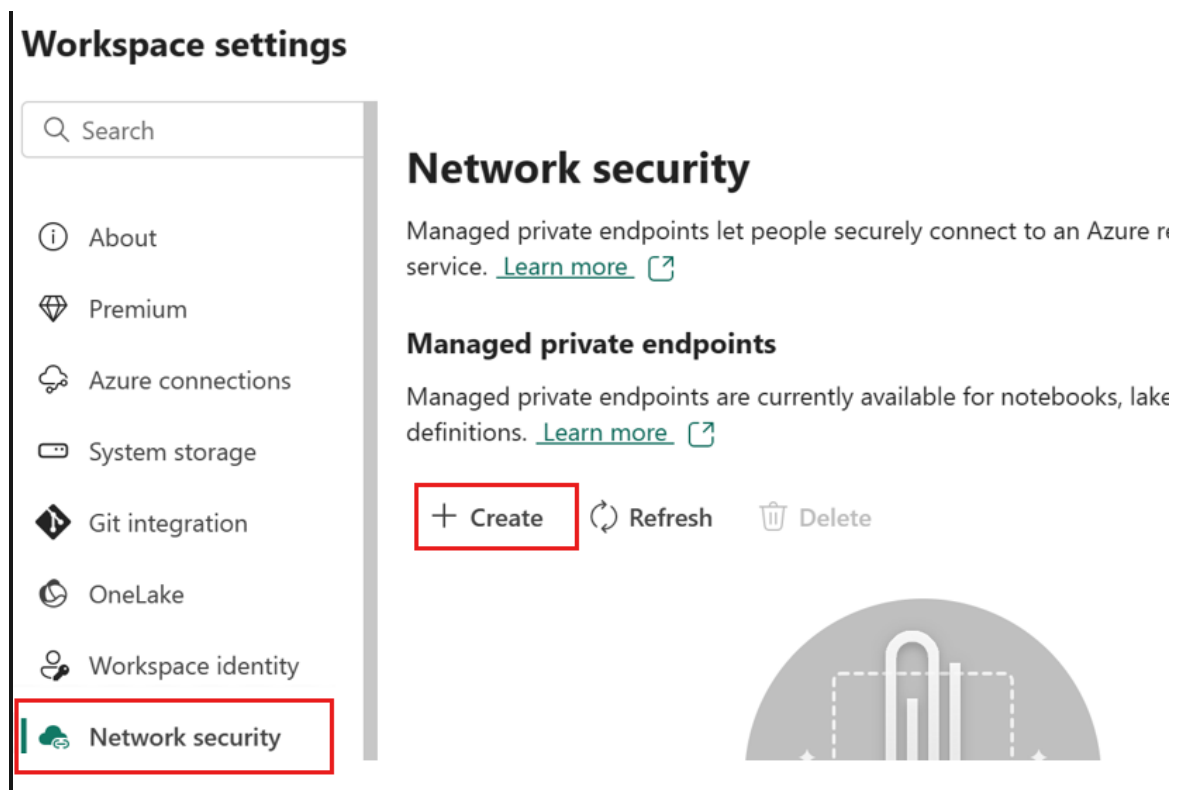 Workspace settings
Search
About
Premium
Azure connections
System storage
Git integration
OneLake
Workspace identity
Network security
Network security
Managed private endpoints let people securely connect to an Azure
service. Learn more
Managed private endpoints
Managed private endpoints are currently available for notebooks, lake
definitions. Learn more
+ Create
Refresh
Delete